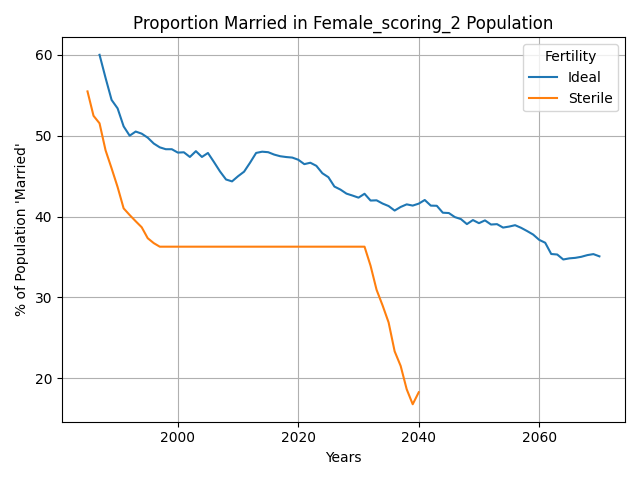 Proportion Married in Female_scoring_2 Population
Fertility
Ideal
Sterile
% of Population 'Married'
60
50
40
30
20
2000
2020
2040
2060
Years